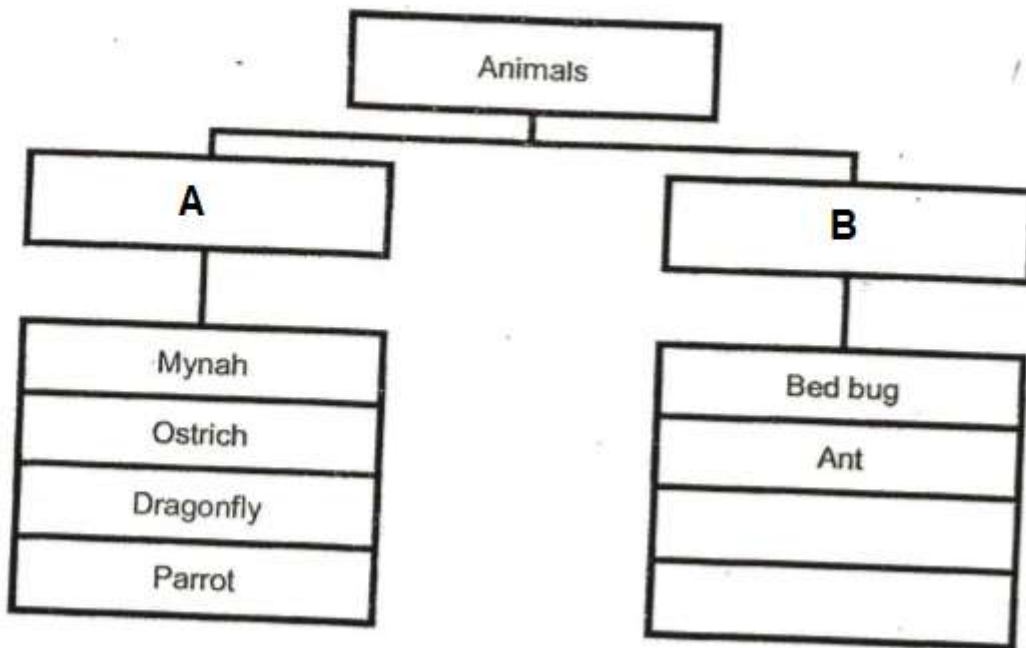 Animals
A
B
Mynah
Ostrich
Dragonfly
Parrot
Bed bug
Ant